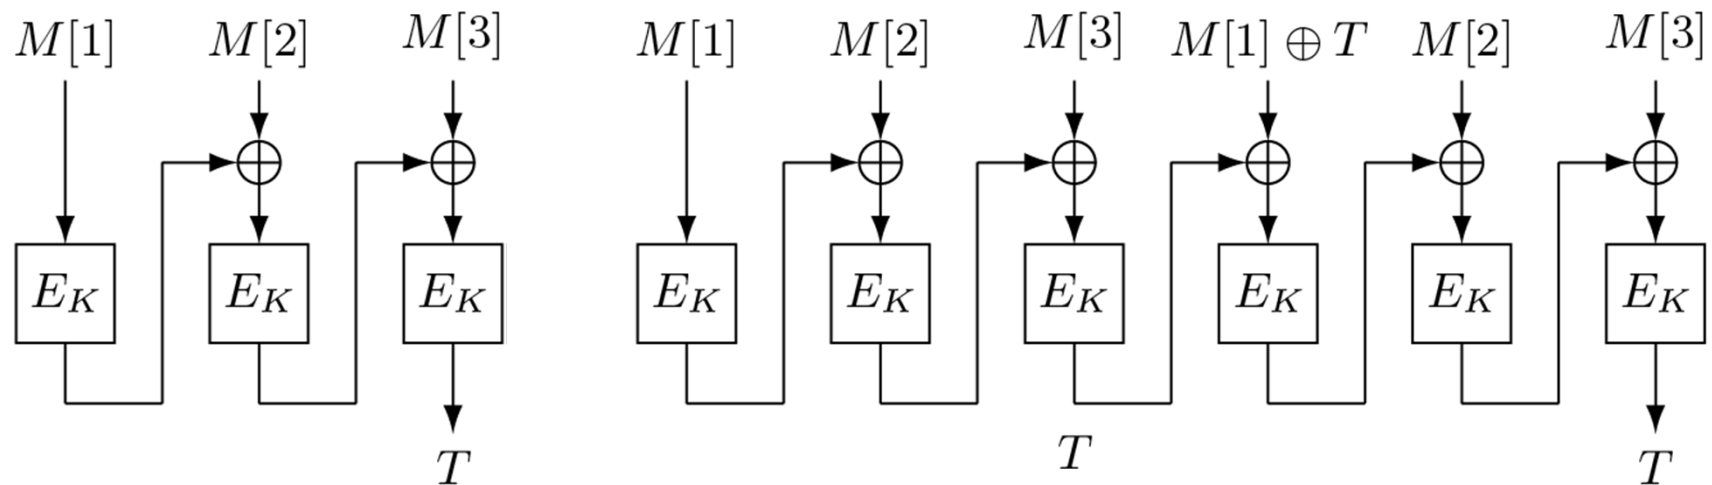 M[1] M[2] M[3] M[1] M[2] M[3] M[1] ⊕ T M[2] M[3]
E_K E_K E_K E_K E_K E_K E_K E_K E_K
T T T